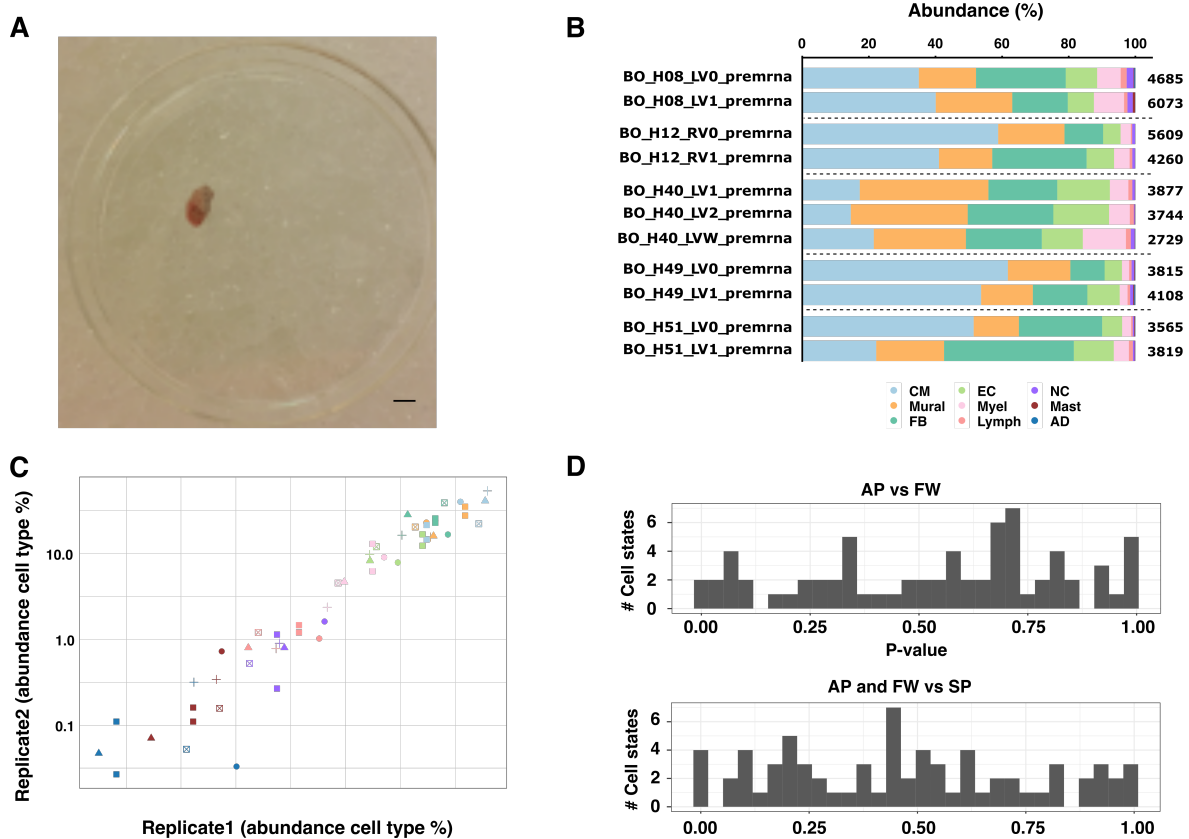 A
B
Abundance (%)
0 20 40 60 80 100
BO_H08_LV0_premrna 4685
BO_H08_LV1_premrna 6073
BO_H12_RV0_premrna 5609
BO_H12_RV1_premrna 4260
BO_H40_LV1_premrna 3877
BO_H40_LV2_premrna 3744
BO_H40_LVW_premrna 2729
BO_H49_LV0_premrna 3815
BO_H49_LV1_premrna 4108
BO_H51_LV0_premrna 3565
BO_H51_LV1_premrna 3819
CM EC NC
Mural Myel Mast
FB Lymph AD
C
Replicate2 (abundance cell type %)
10.0
1.0
0.1
Replicate1 (abundance cell type %)
D
AP vs FW
# Cell states
6
4
2
0
0.00 0.25 0.50 0.75 1.00
P-value
AP and FW vs SP
# Cell states
6
4
2
0
0.00 0.25 0.50 0.75 1.00